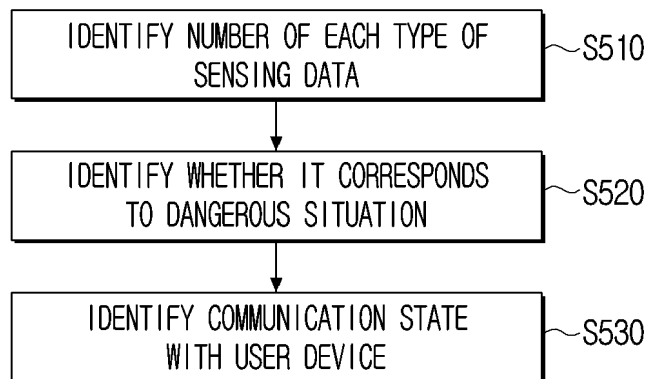 IDENTIFY NUMBER OF EACH TYPE OF
SENSING DATA
S510
IDENTIFY WHETHER IT CORRESPONDS
TO DANGEROUS SITUATION
S520
IDENTIFY COMMUNICATION STATE
WITH USER DEVICE
S530